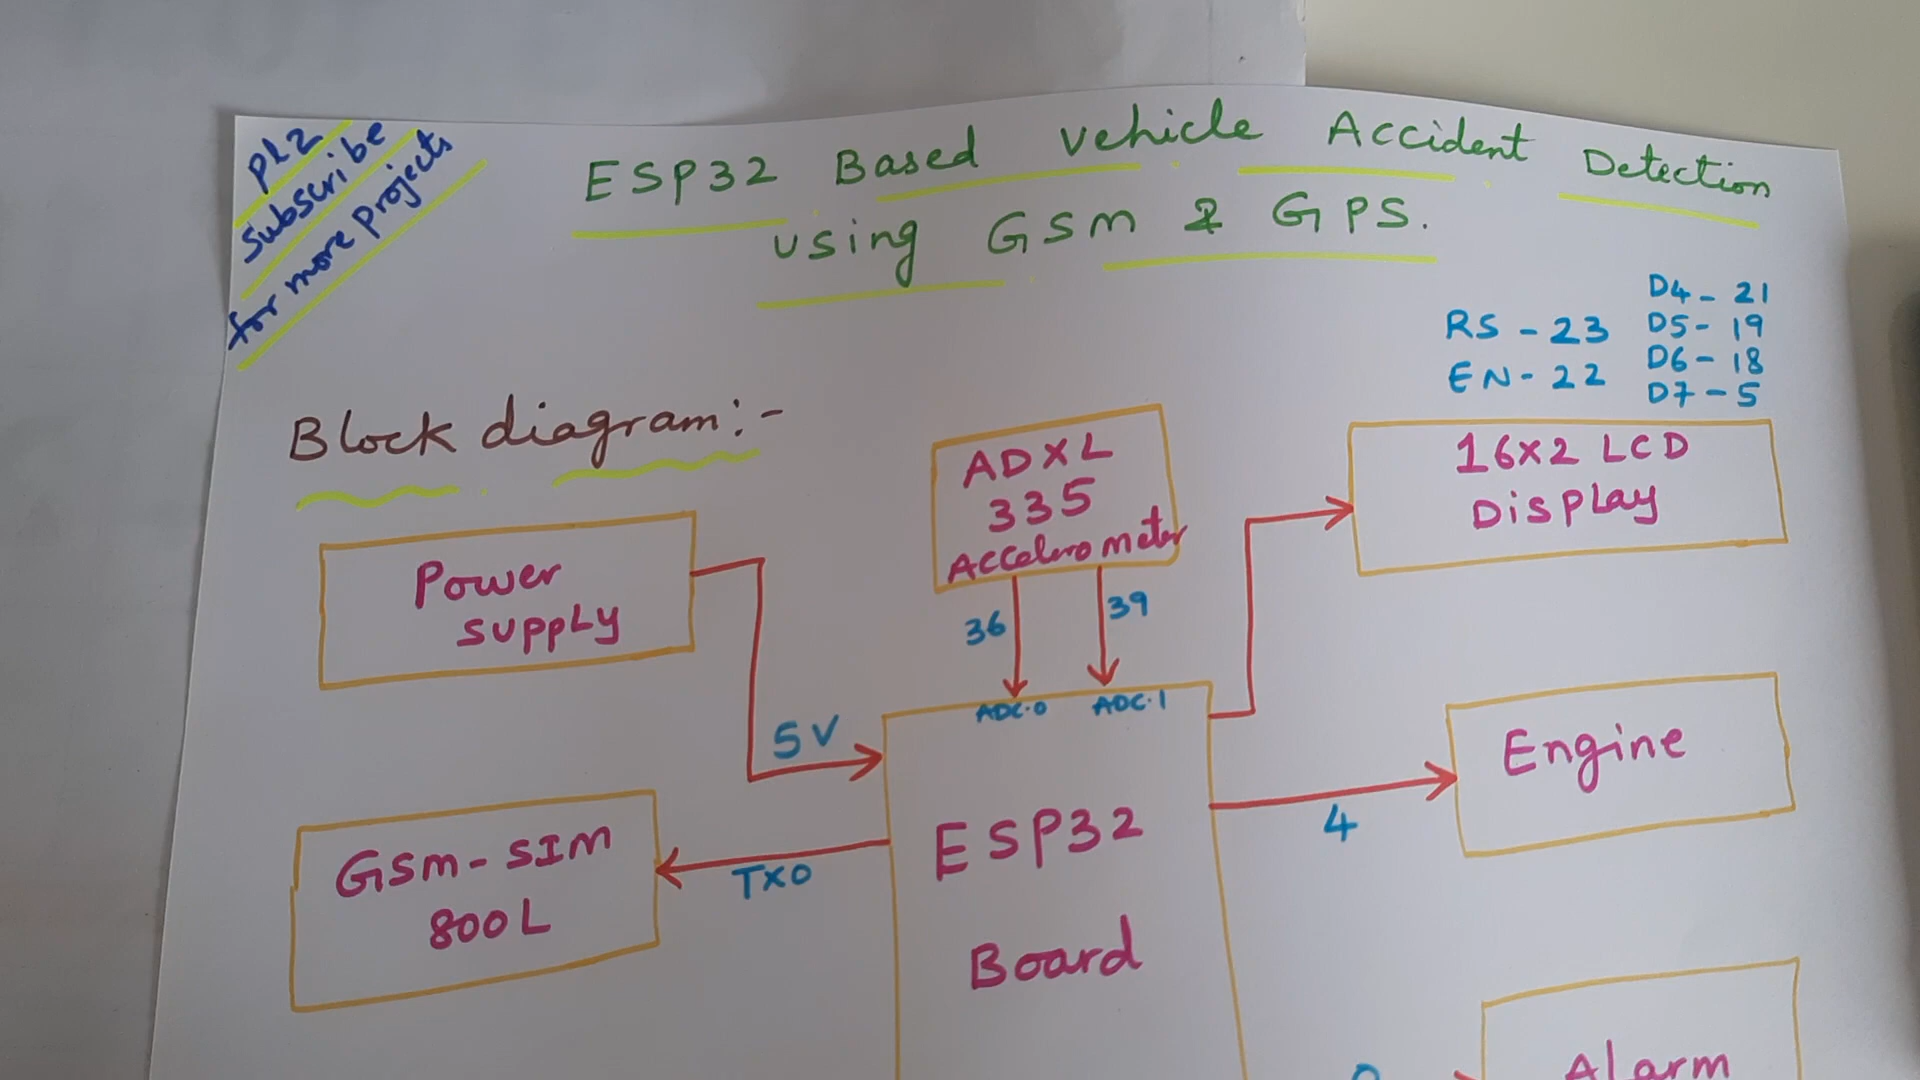 Plz
Subscribe
for more projects
ESP32 Based Vehicle Accident Detection
using GSM & GPS.
RS - 23
EN - 22
D4 - 21
D5 - 19
D6 - 18
D7 - 5
Block diagram:-
ADXL
335
Accelerometer
16x2 LCD
Display
Power
supply
36
39
ADC-0
ADC-1
5V
Engine
4
GSM-SIM
800L
TX0
ESP32
Board
Alarm